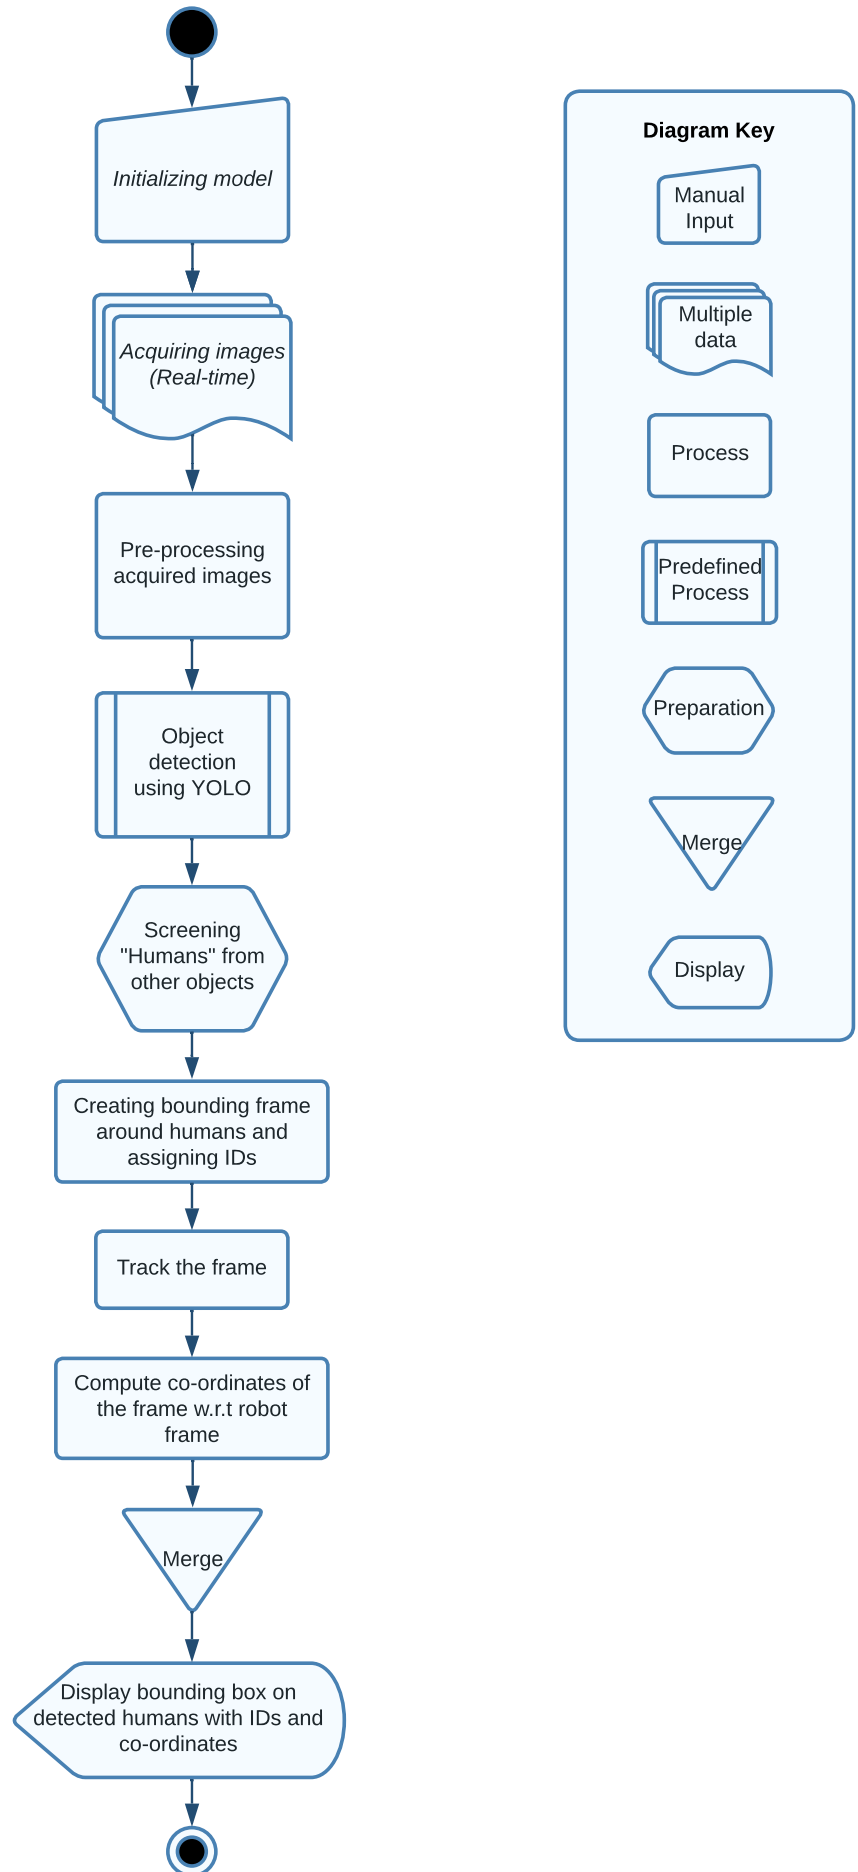 Initializing model
Acquiring images
(Real-time)
Pre-processing
acquired images
Object
detection
using YOLO
Screening
"Humans" from
other objects
Creating bounding frame
around humans and
assigning IDs
Track the frame
Compute co-ordinates of
the frame w.r.t robot
frame
Merge
Display bounding box on
detected humans with IDs and
co-ordinates
Diagram Key
Manual
Input
Multiple
data
Process
Predefined
Process
Preparation
Merge
Display